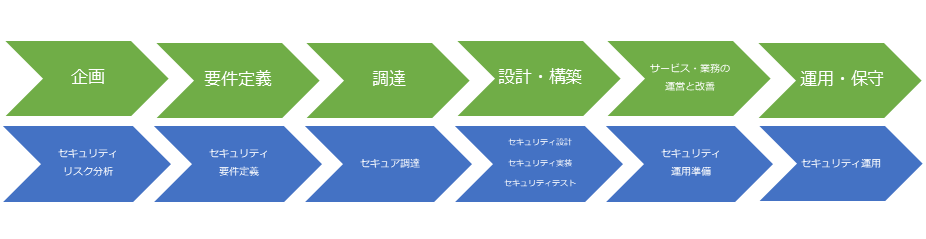 企画
要件定義
調達
設計・構築
サービス・業務の
運営と改善
運用・保守
セキュリティ
リスク分析
セキュリティ
要件定義
セキュア調達
セキュリティ設計
セキュリティ実装
セキュリティテスト
セキュリティ
運用準備
セキュリティ運用